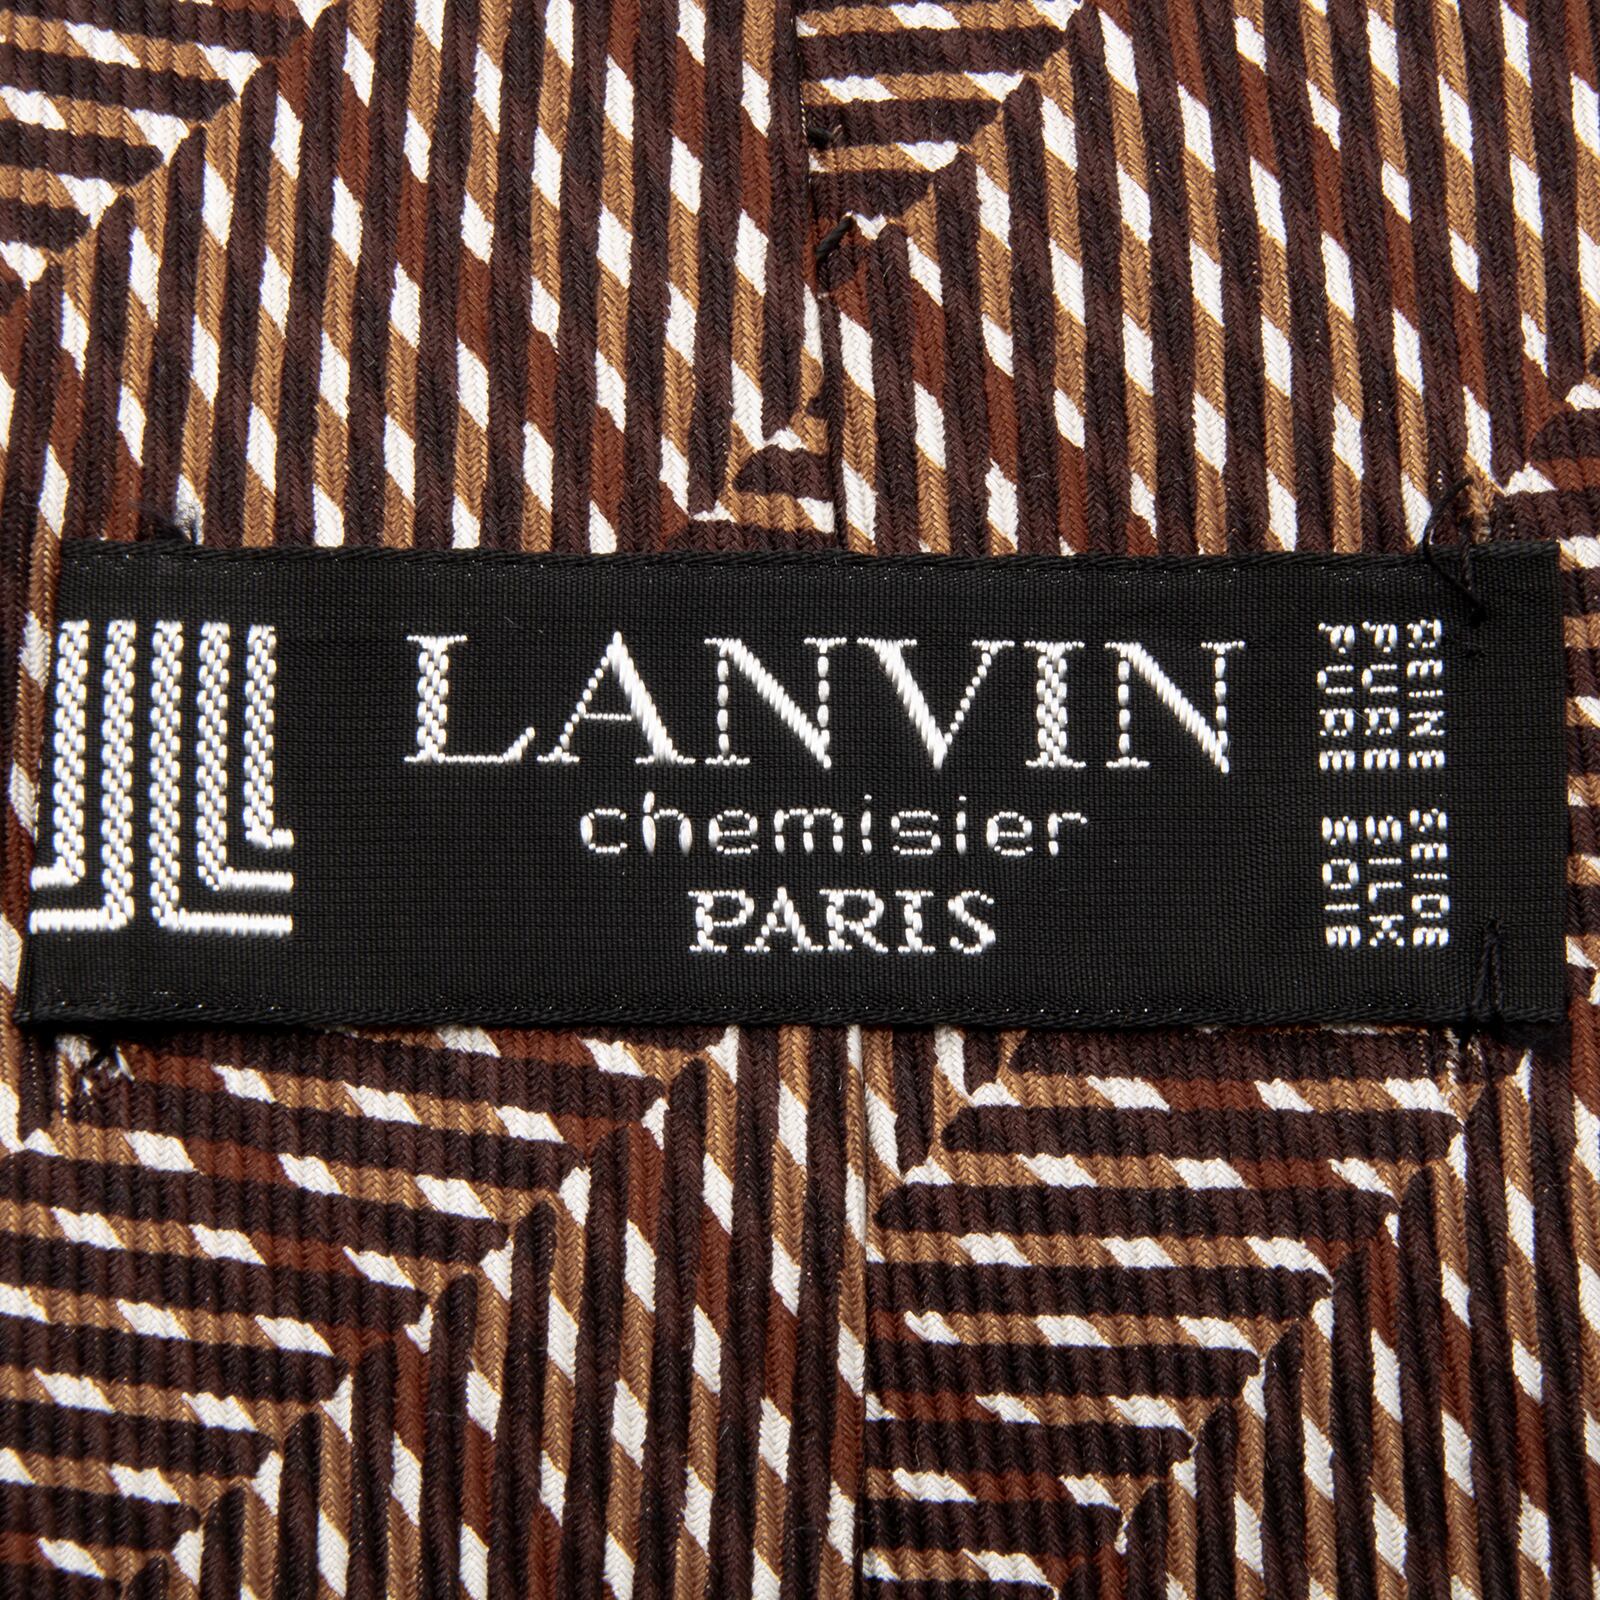 LANVIN
chemisier
PARIS
REINE SEIDE
PURE SILK
PURE SOIE